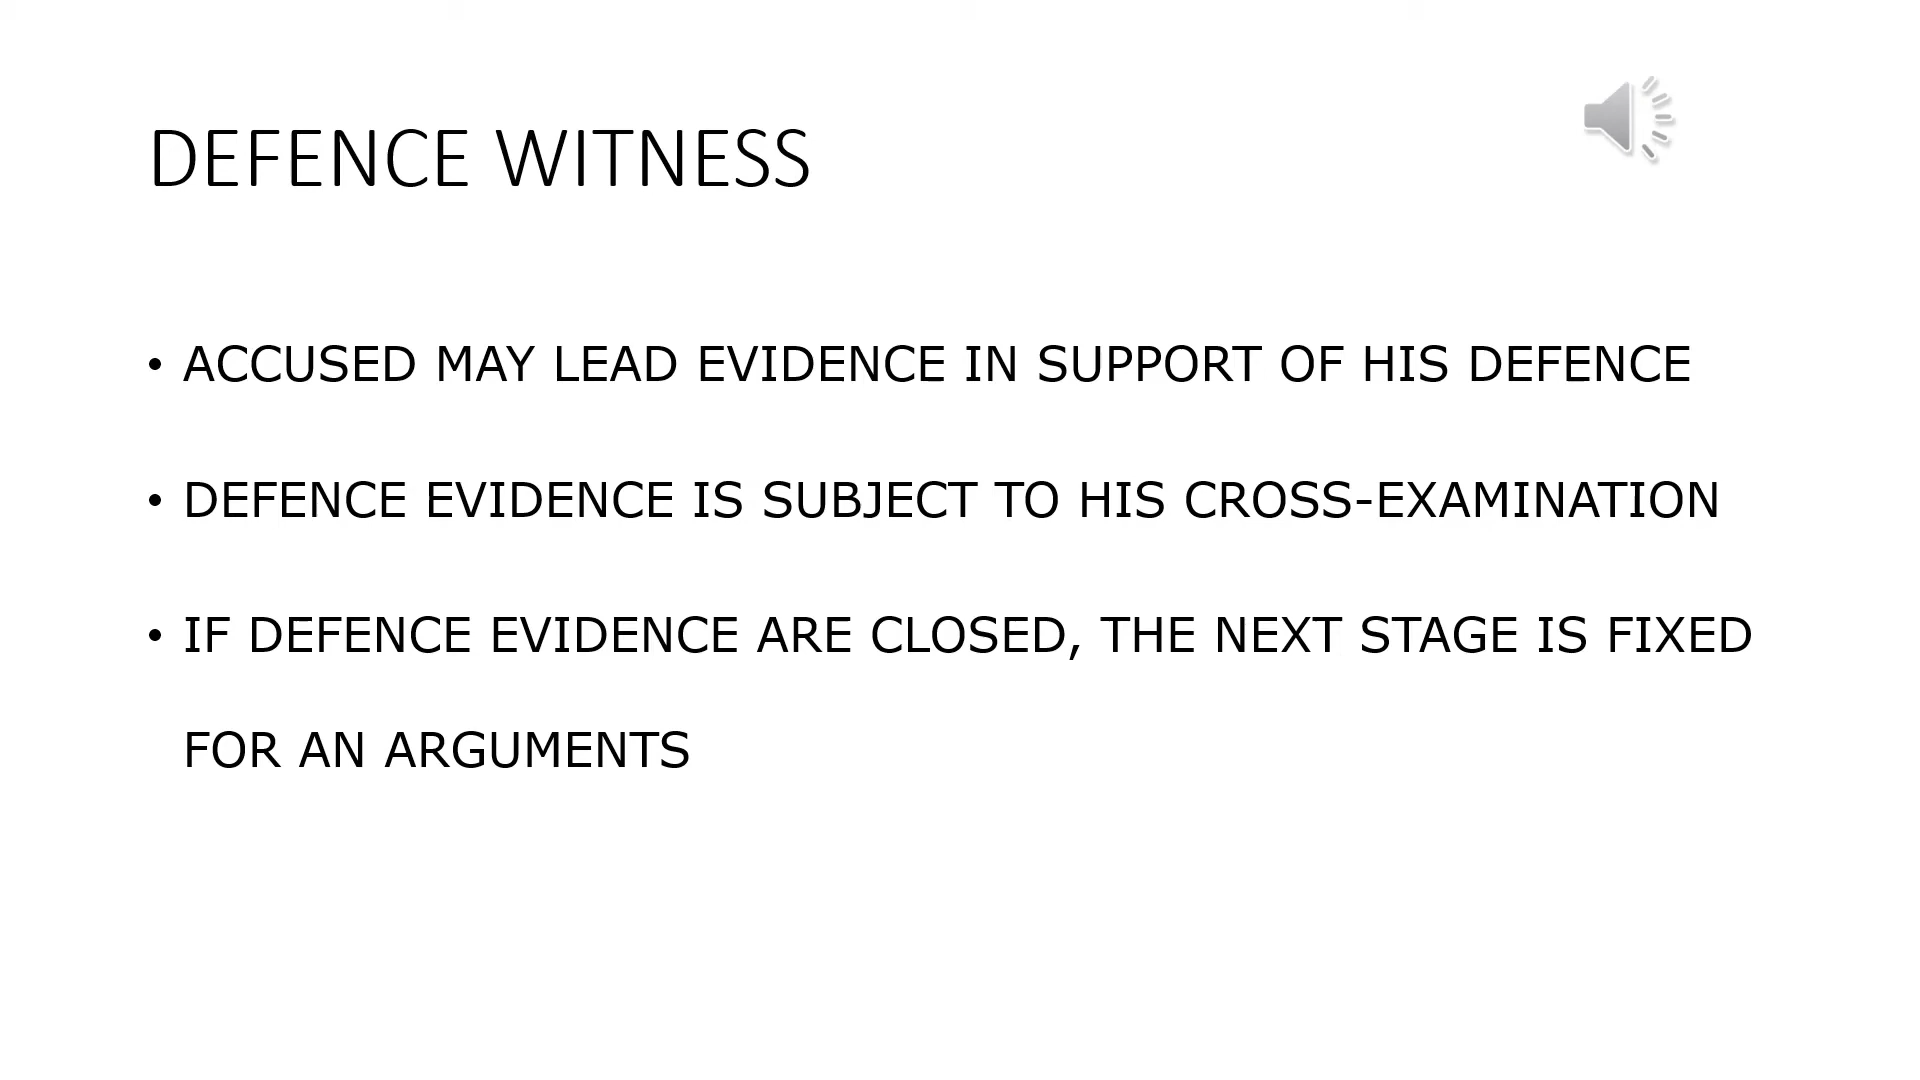 DEFENCE WITNESS
• ACCUSED MAY LEAD EVIDENCE IN SUPPORT OF HIS DEFENCE
• DEFENCE EVIDENCE IS SUBJECT TO HIS CROSS-EXAMINATION
• IF DEFENCE EVIDENCE ARE CLOSED, THE NEXT STAGE IS FIXED
FOR AN ARGUMENTS